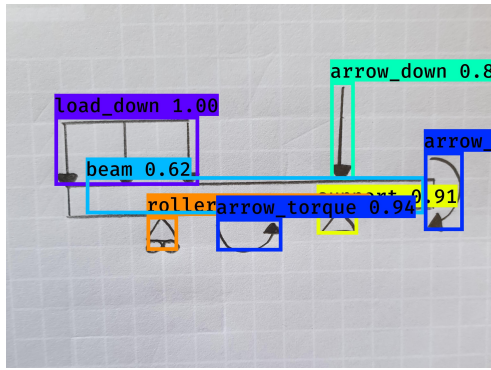 arrow_down 0.8
load_down 1.00
arrow_
beam 0.62
support 0.91
roller
arrow_torque 0.94